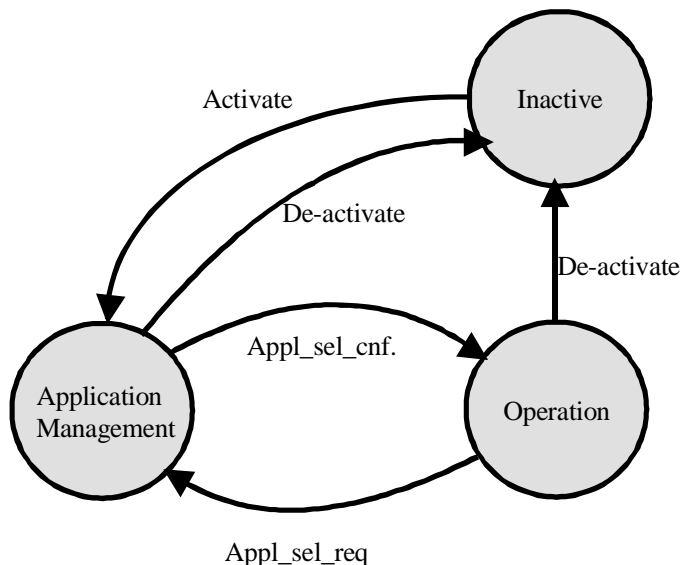 Activate
Inactive
De-activate
De-activate
Appl_sel_cnf.
Application
Management
Operation
Appl_sel_req